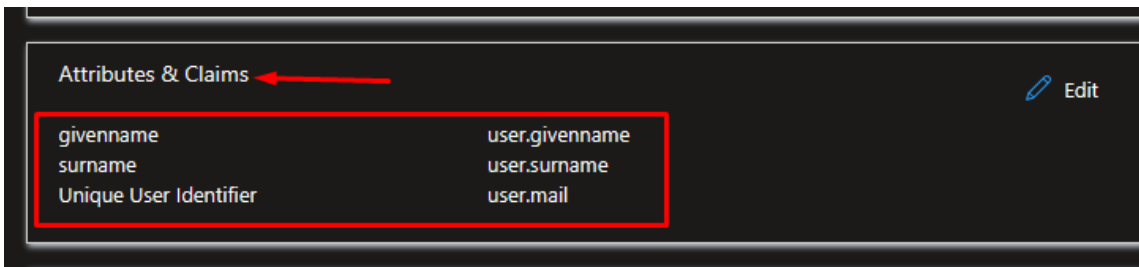 Attributes & Claims
Edit
givenname user.givenname
surname user.surname
Unique User Identifier user.mail